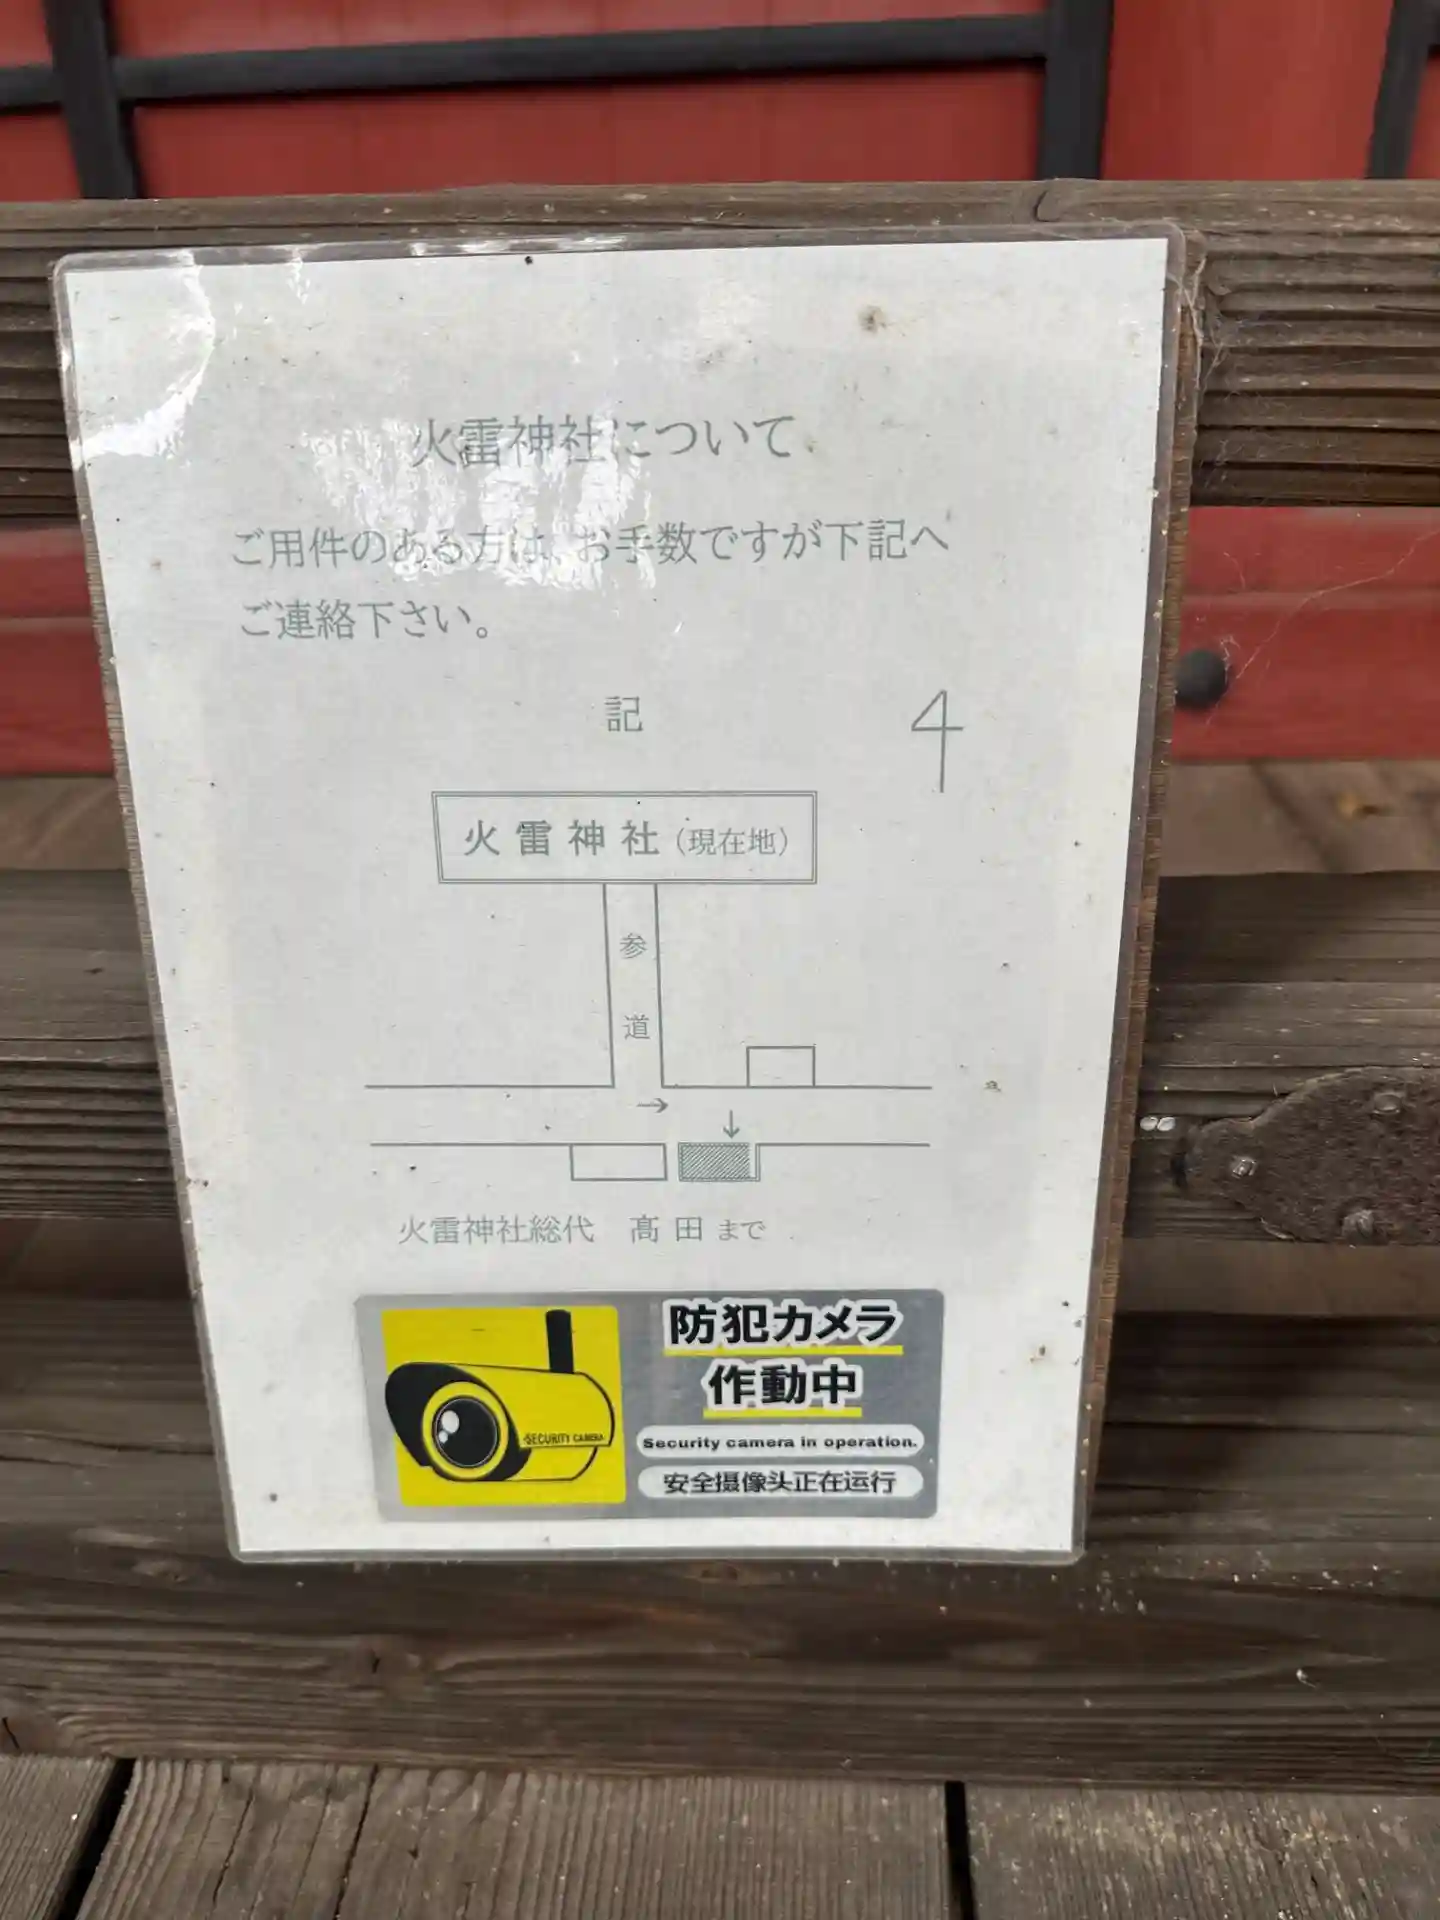 火雷神社について
ご用件のある方は、お手数ですが下記へ
ご連絡下さい。
記
火雷神社(現在地)
参
道
→
↓
火雷神社総代　髙田まで
防犯カメラ
作動中
SECURITY CAMERA
Security camera in operation.
安全摄像头正在运行